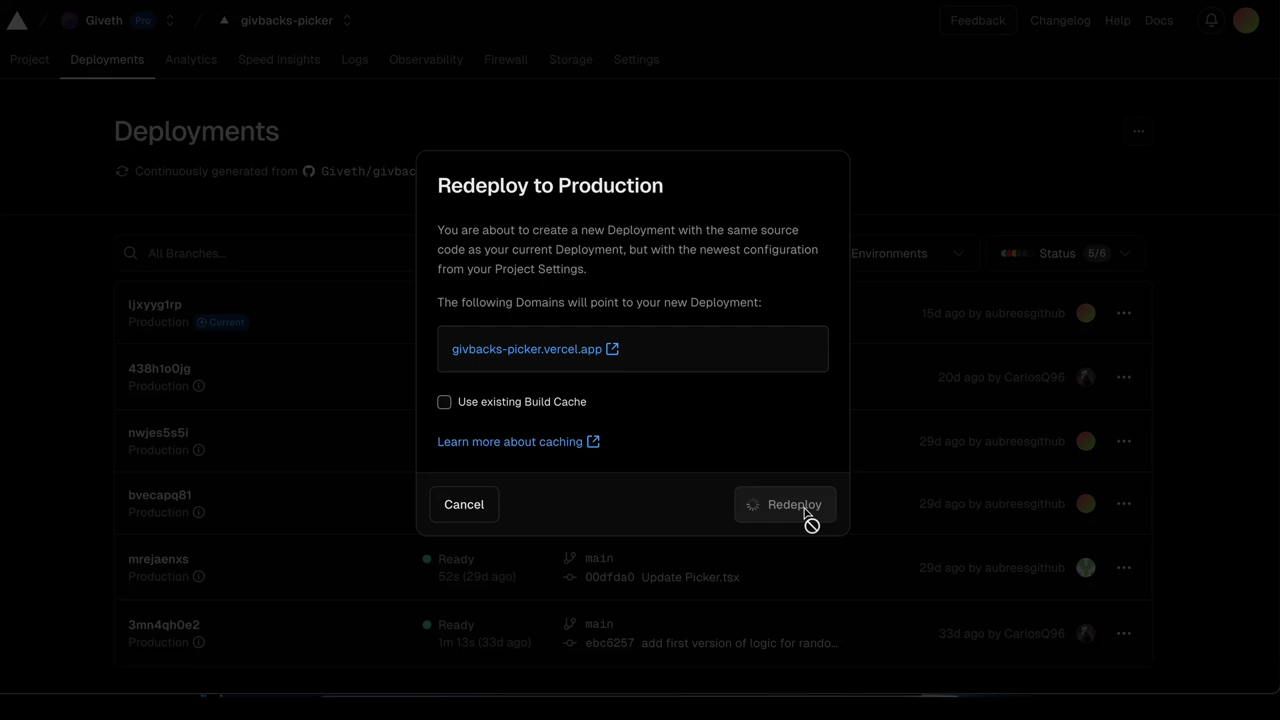 Giveth Pro givbacks-picker Feedback Changelog Help Docs
Project Deployments Analytics Speed Insights Logs Observability Firewall Storage Settings
Deployments
Continuously generated from Giveth/givbac
Redeploy to Production
You are about to create a new Deployment with the same source
code as your current Deployment, but with the newest configuration
from your Project Settings.
The following Domains will point to your new Deployment:
givbacks-picker.vercel.app
Use existing Build Cache
Learn more about caching
Cancel Redeploy
All Branches... Environments Status 5/6
ljxyyg1rp 15d ago by aubreesgithub
Production Current
438h1o0jg 20d ago by CarlosQ96
Production
nwjes5s5i 29d ago by aubreesgithub
Production
bvecapq81 29d ago by aubreesgithub
Production
mrejaenxs Ready main 29d ago by aubreesgithub
Production 52s (29d ago) 00dfda0 Update Picker.tsx
3mn4qh0e2 Ready main 33d ago by CarlosQ96
Production 1m 13s (33d ago) ebc6257 add first version of logic for rando...